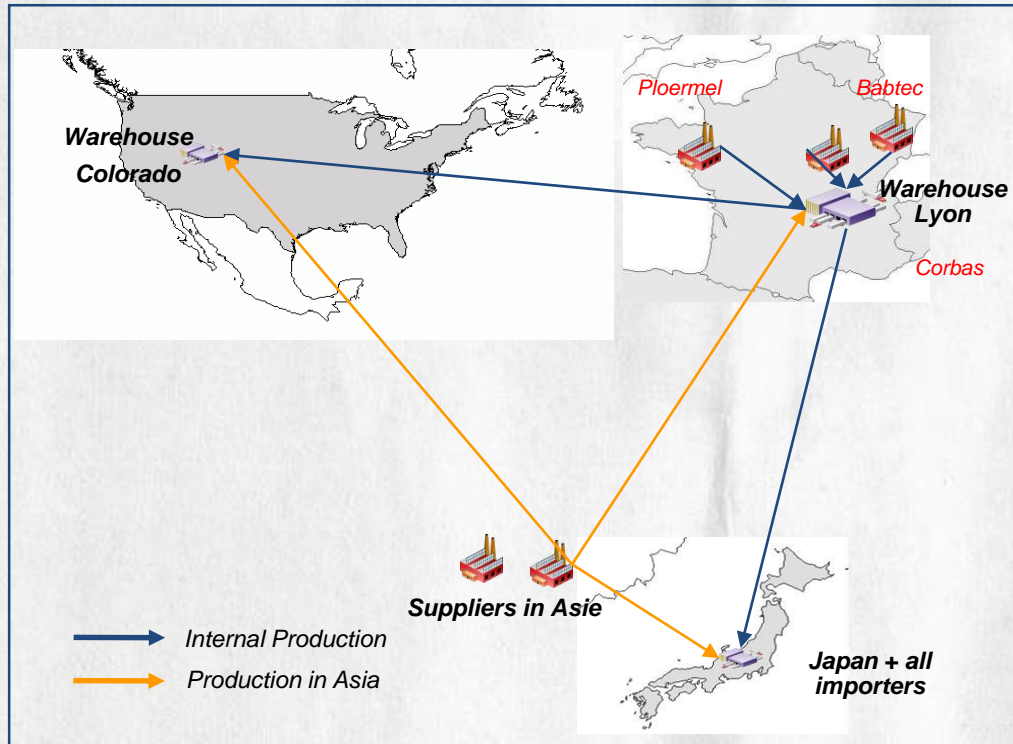 Ploermel
Babtec
Warehouse
Colorado
Warehouse
Lyon
Corbas
Suppliers in Asie
Internal Production
Production in Asia
Japan + all
importers